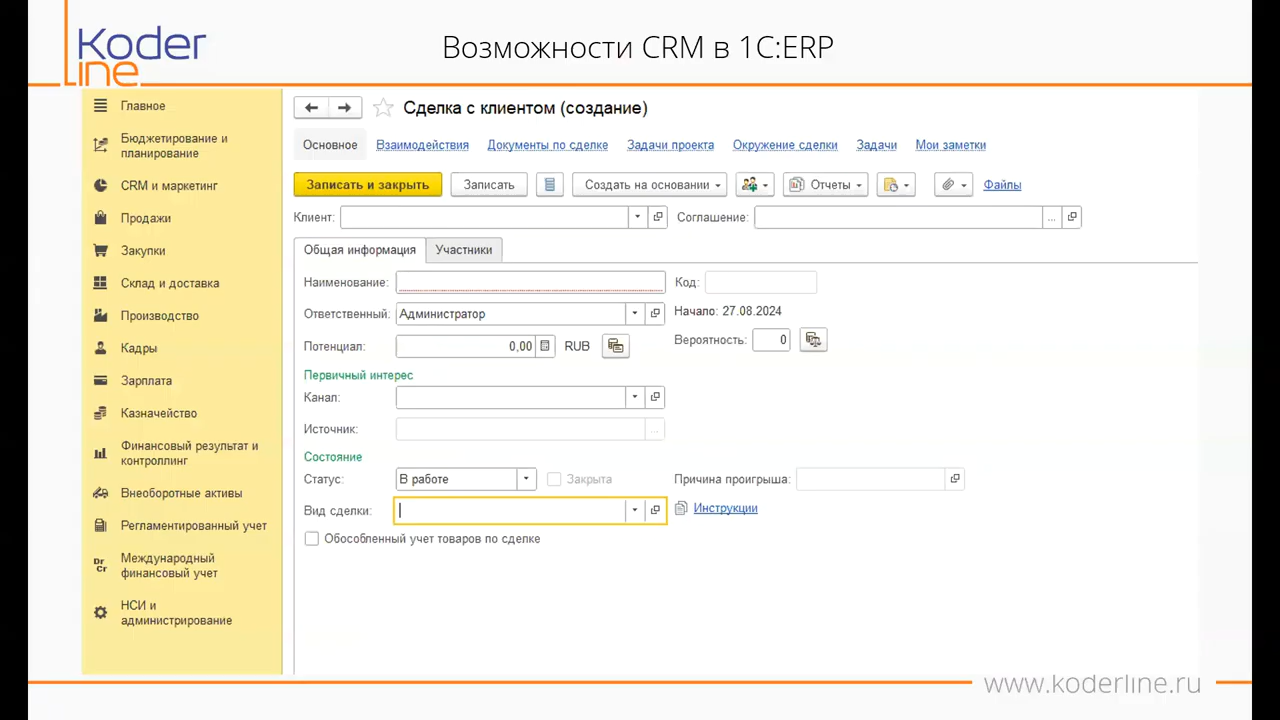 Koder
line
Возможности CRM в 1С:ERP
Главное
Бюджетирование и
планирование
CRM и маркетинг
Продажи
Закупки
Склад и доставка
Производство
Кадры
Зарплата
Казначейство
Финансовый результат и
контроллинг
Внеоборотные активы
Регламентированный учет
Международный
финансовый учет
НСИ и
администрирование
Сделка с клиентом (создание)
Основное Взаимодействия Документы по сделке Задачи проекта Окружение сделки Задачи Мои заметки
Записать и закрыть Записать Создать на основании Отчеты Файлы
Клиент: Соглашение: ...
Общая информация Участники
Наименование: Код:
Ответственный: Администратор Начало: 27.08.2024
Потенциал: 0,00 RUB Вероятность: 0
Первичный интерес
Канал:
Источник: ...
Состояние
Статус: В работе Закрыта Причина проигрыша:
Вид сделки: Инструкции
Обособленный учет товаров по сделке
www.koderline.ru